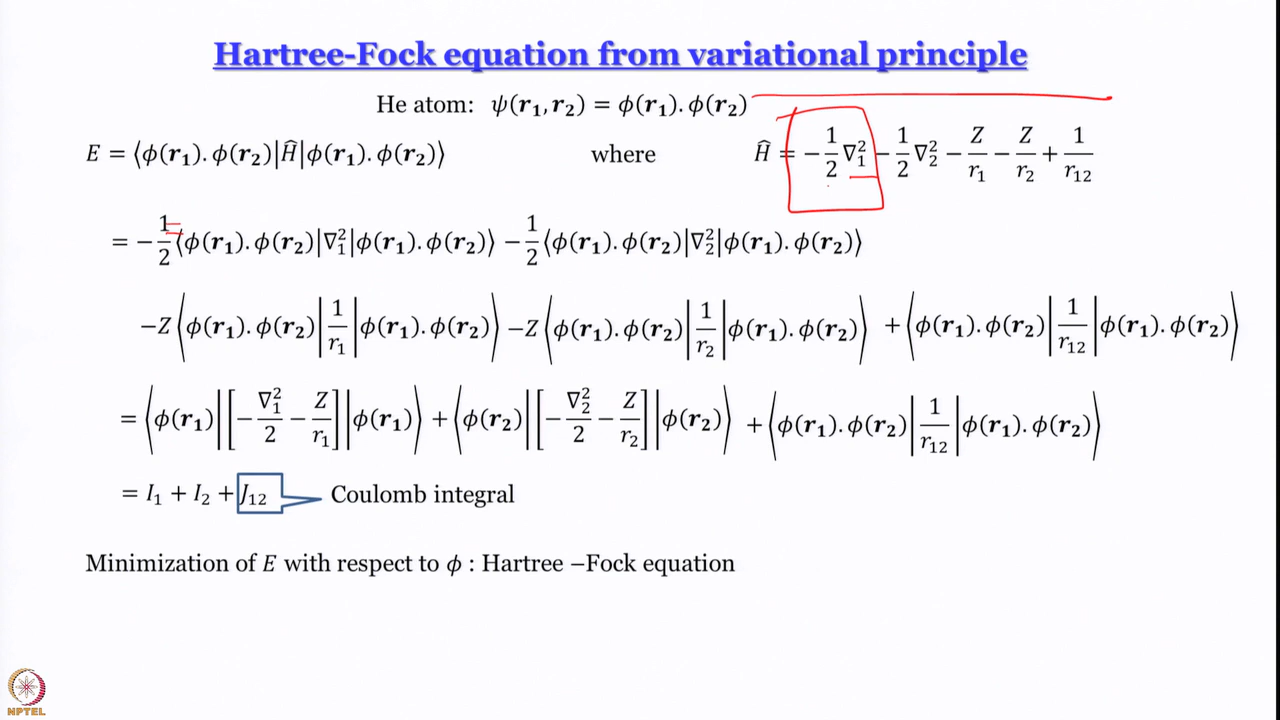 Hartree-Fock equation from variational principle
He atom: ψ(r₁, r₂) = ϕ(r₁). ϕ(r₂)
E = ⟨ϕ(r₁). ϕ(r₂)|Ĥ|ϕ(r₁). ϕ(r₂)⟩ where Ĥ = −1/2 ∇₁² − 1/2 ∇₂² − Z/r₁ − Z/r₂ + 1/r₁₂
= −1/2 ⟨ϕ(r₁). ϕ(r₂)|∇₁²|ϕ(r₁). ϕ(r₂)⟩ − 1/2 ⟨ϕ(r₁). ϕ(r₂)|∇₂²|ϕ(r₁). ϕ(r₂)⟩
−Z ⟨ϕ(r₁). ϕ(r₂)|1/r₁|ϕ(r₁). ϕ(r₂)⟩ −Z ⟨ϕ(r₁). ϕ(r₂)|1/r₂|ϕ(r₁). ϕ(r₂)⟩ + ⟨ϕ(r₁). ϕ(r₂)|1/r₁₂|ϕ(r₁). ϕ(r₂)⟩
= ⟨ϕ(r₁)|[−∇₁²/2 − Z/r₁]|ϕ(r₁)⟩ + ⟨ϕ(r₂)|[−∇₂²/2 − Z/r₂]|ϕ(r₂)⟩ + ⟨ϕ(r₁). ϕ(r₂)|1/r₁₂|ϕ(r₁). ϕ(r₂)⟩
= I₁ + I₂ + J₁₂ Coulomb integral
Minimization of E with respect to ϕ : Hartree −Fock equation
NPTEL